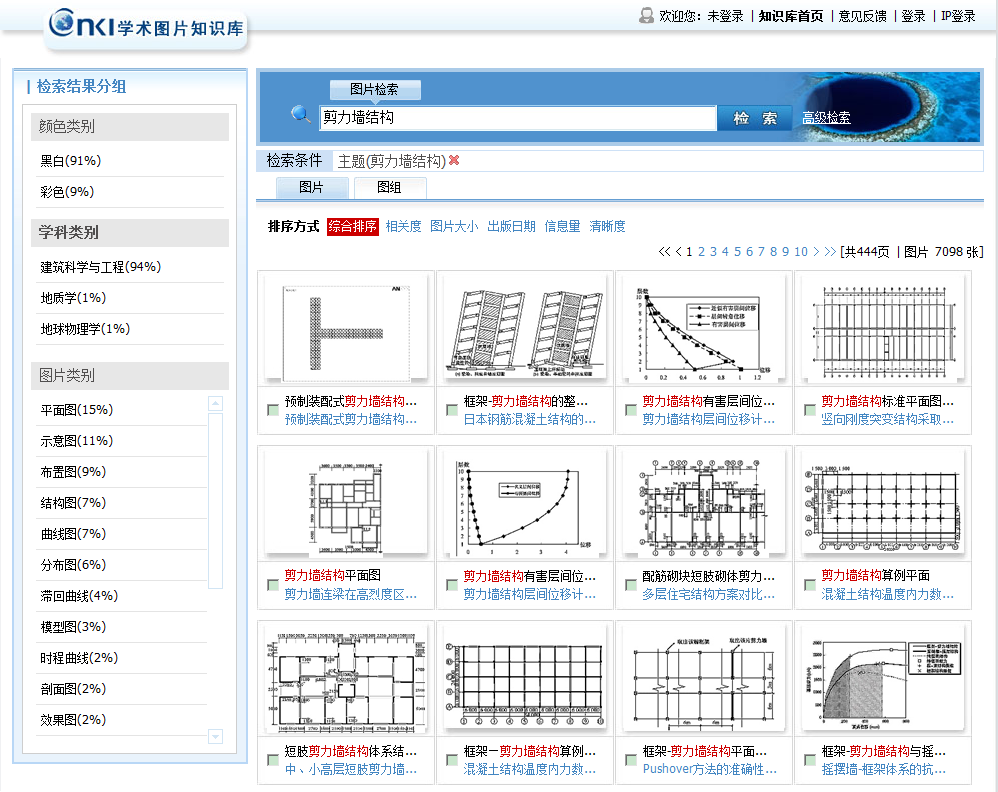 CNKI学术图片知识库
欢迎您：未登录 | 知识库首页 | 意见反馈 | 登录 | IP登录
检索结果分组
颜色类别
黑白(91%)
彩色(9%)
学科类别
建筑科学与工程(94%)
地质学(1%)
地球物理学(1%)
图片类别
平面图(15%)
示意图(11%)
布置图(9%)
结构图(7%)
曲线图(7%)
分布图(6%)
滞回曲线(4%)
模型图(3%)
时程曲线(2%)
剖面图(2%)
效果图(2%)
图片检索
剪力墙结构
检 索
高级检索
检索条件 主题(剪力墙结构)
图片 图组
排序方式 综合排序 相关度 图片大小 出版日期 信息量 清晰度
<< < 1 2 3 4 5 6 7 8 9 10 > >> [共444页 | 图片 7098 张]
层数
位移
预制装配式剪力墙结构...
预制装配式剪力墙结构...
框架-剪力墙结构的整...
日本钢筋混凝土结构的...
剪力墙结构有害层间位...
剪力墙结构层间位移计...
剪力墙结构标准平面图...
竖向刚度突变结构采取...
层数
位移
剪力墙结构平面图
剪力墙连梁在高烈度区...
剪力墙结构有害层间位...
剪力墙结构层间位移计...
配筋砌块短肢砌体剪力...
多层住宅结构方案对比...
剪力墙结构算例平面
混凝土结构温度内力数...
取出该榀框架
取出该片剪力墙
短肢剪力墙结构体系结...
中、小高层短肢剪力墙...
框架－剪力墙结构算例...
混凝土结构温度内力数...
框架-剪力墙结构平面...
Pushover方法的准确性...
框架-剪力墙结构与摇...
摇摆墙-框架体系的抗...